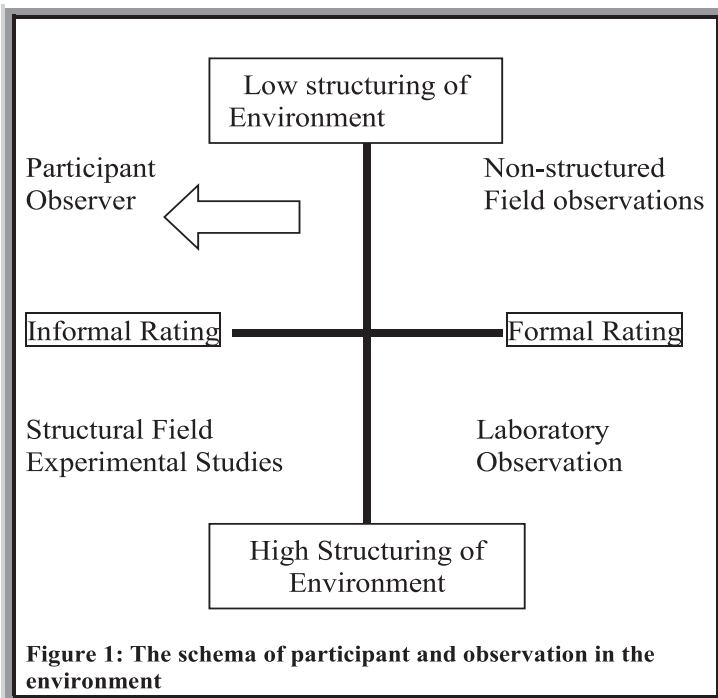 Low structuring of
Environment
Participant
Observer
Non-structured
Field observations
Informal Rating
Formal Rating
Structural Field
Experimental Studies
Laboratory
Observation
High Structuring of
Environment
Figure 1: The schema of participant and observation in the
environment